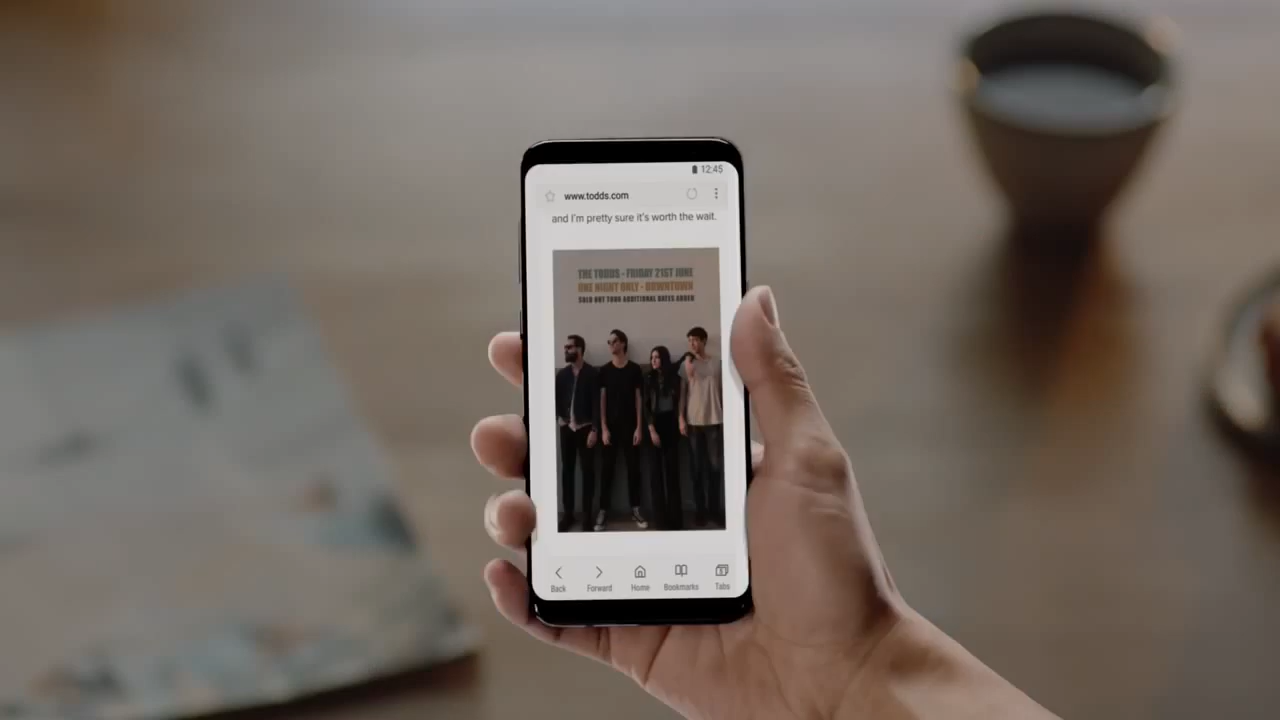 12:45
www.todds.com
and I'm pretty sure it's worth the wait.
THE TODDS - FRIDAY 21ST JUNE
ONE NIGHT ONLY - DOWNTOWN
SOLD OUT TOUR ADDITIONAL DATES ADDED
Back Forward Home Bookmarks Tabs